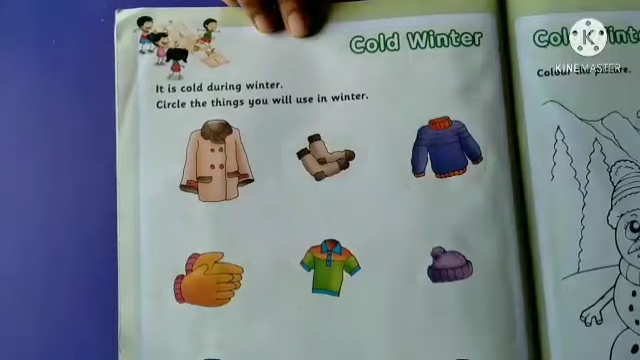 Cold Winter
It is cold during winter.
Circle the things you will use in winter.
Colour the picture.
KINEMASTER